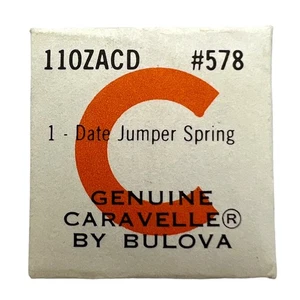 110ZACD #578
1 - Date Jumper Spring
GENUINE
CARAVELLE®
BY BULOVA